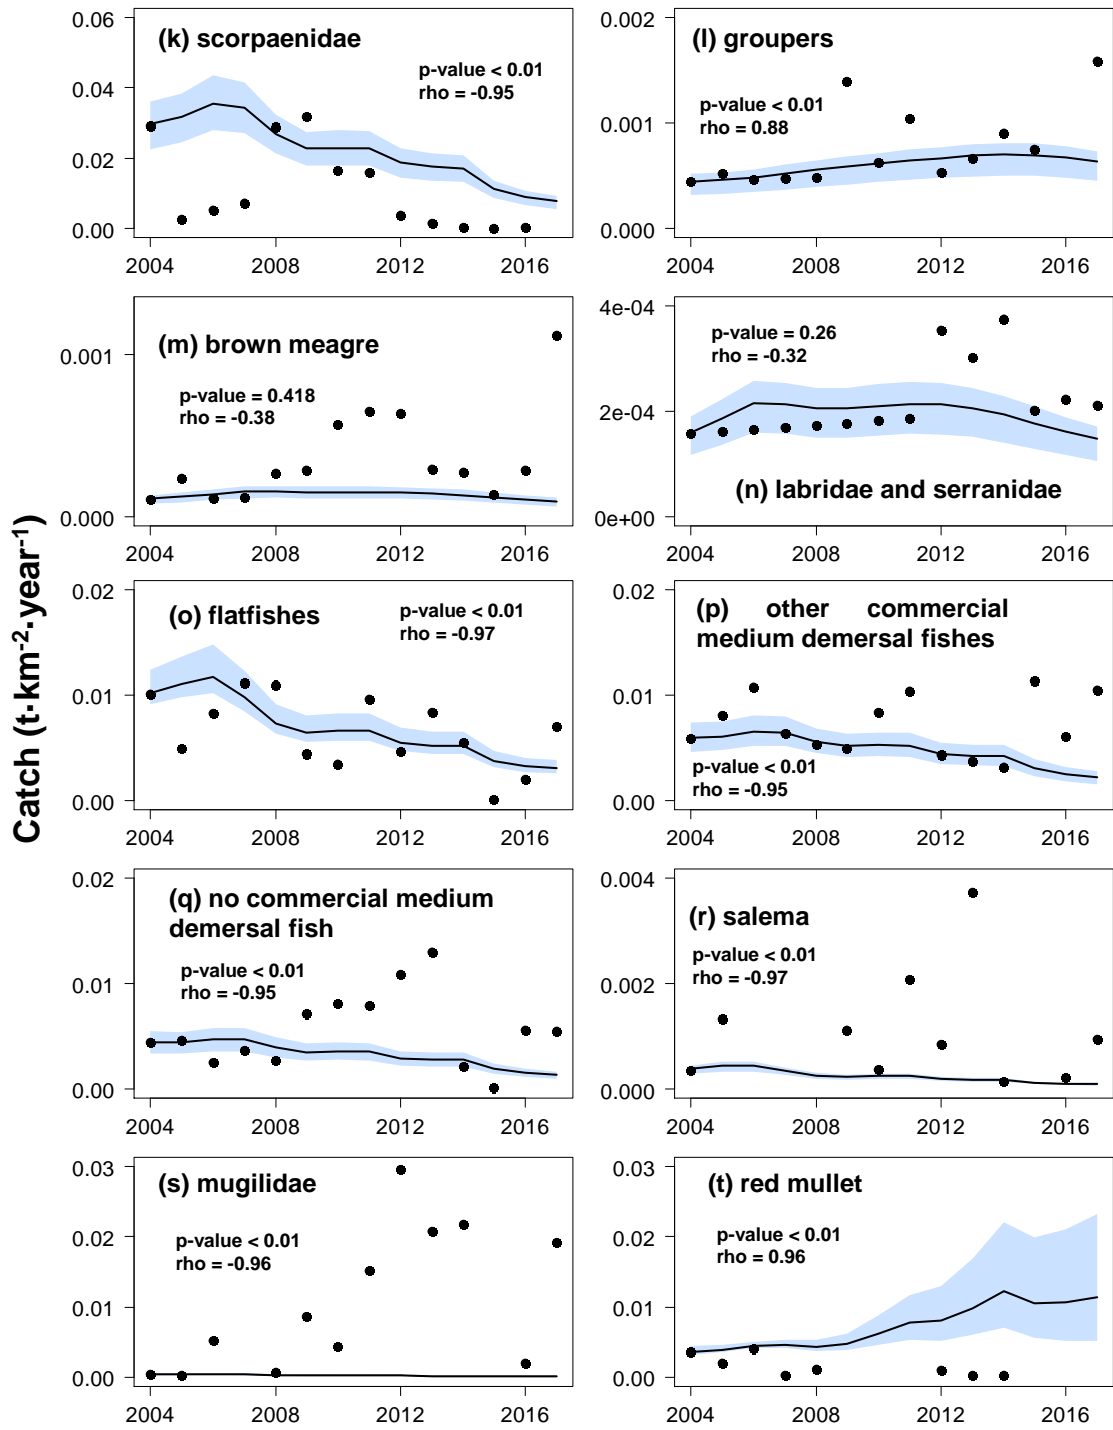 Catch (t·km-2·year-1)
0.06
0.04
0.02
0.00
(k) scorpaenidae
p-value < 0.01
rho = -0.95
2004 2008 2012 2016
0.002
0.001
0.000
(l) groupers
p-value < 0.01
rho = 0.88
2004 2008 2012 2016
0.001
0.000
(m) brown meagre
p-value = 0.418
rho = -0.38
2004 2008 2012 2016
4e-04
2e-04
0e+00
p-value = 0.26
rho = -0.32
(n) labridae and serranidae
2004 2008 2012 2016
0.02
0.01
0.00
(o) flatfishes
p-value < 0.01
rho = -0.97
2004 2008 2012 2016
0.02
0.01
0.00
(p) other commercial
medium demersal fishes
p-value < 0.01
rho = -0.95
2004 2008 2012 2016
0.02
0.01
0.00
(q) no commercial medium
demersal fish
p-value < 0.01
rho = -0.95
2004 2008 2012 2016
0.004
0.002
0.000
(r) salema
p-value < 0.01
rho = -0.97
2004 2008 2012 2016
0.03
0.02
0.01
0.00
(s) mugilidae
p-value < 0.01
rho = -0.96
2004 2008 2012 2016
0.03
0.02
0.01
0.00
(t) red mullet
p-value < 0.01
rho = 0.96
2004 2008 2012 2016